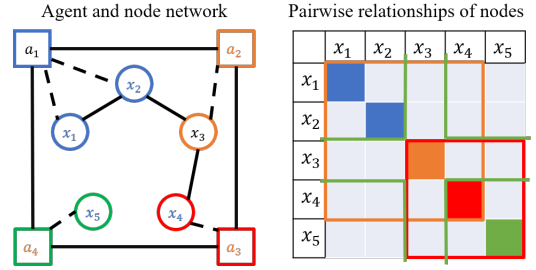 Agent and node network
a₁
a₂
x₂
x₁
x₃
x₅
x₄
a₄
a₃
Pairwise relationships of nodes
x₁ x₂ x₃ x₄ x₅
x₁
x₂
x₃
x₄
x₅